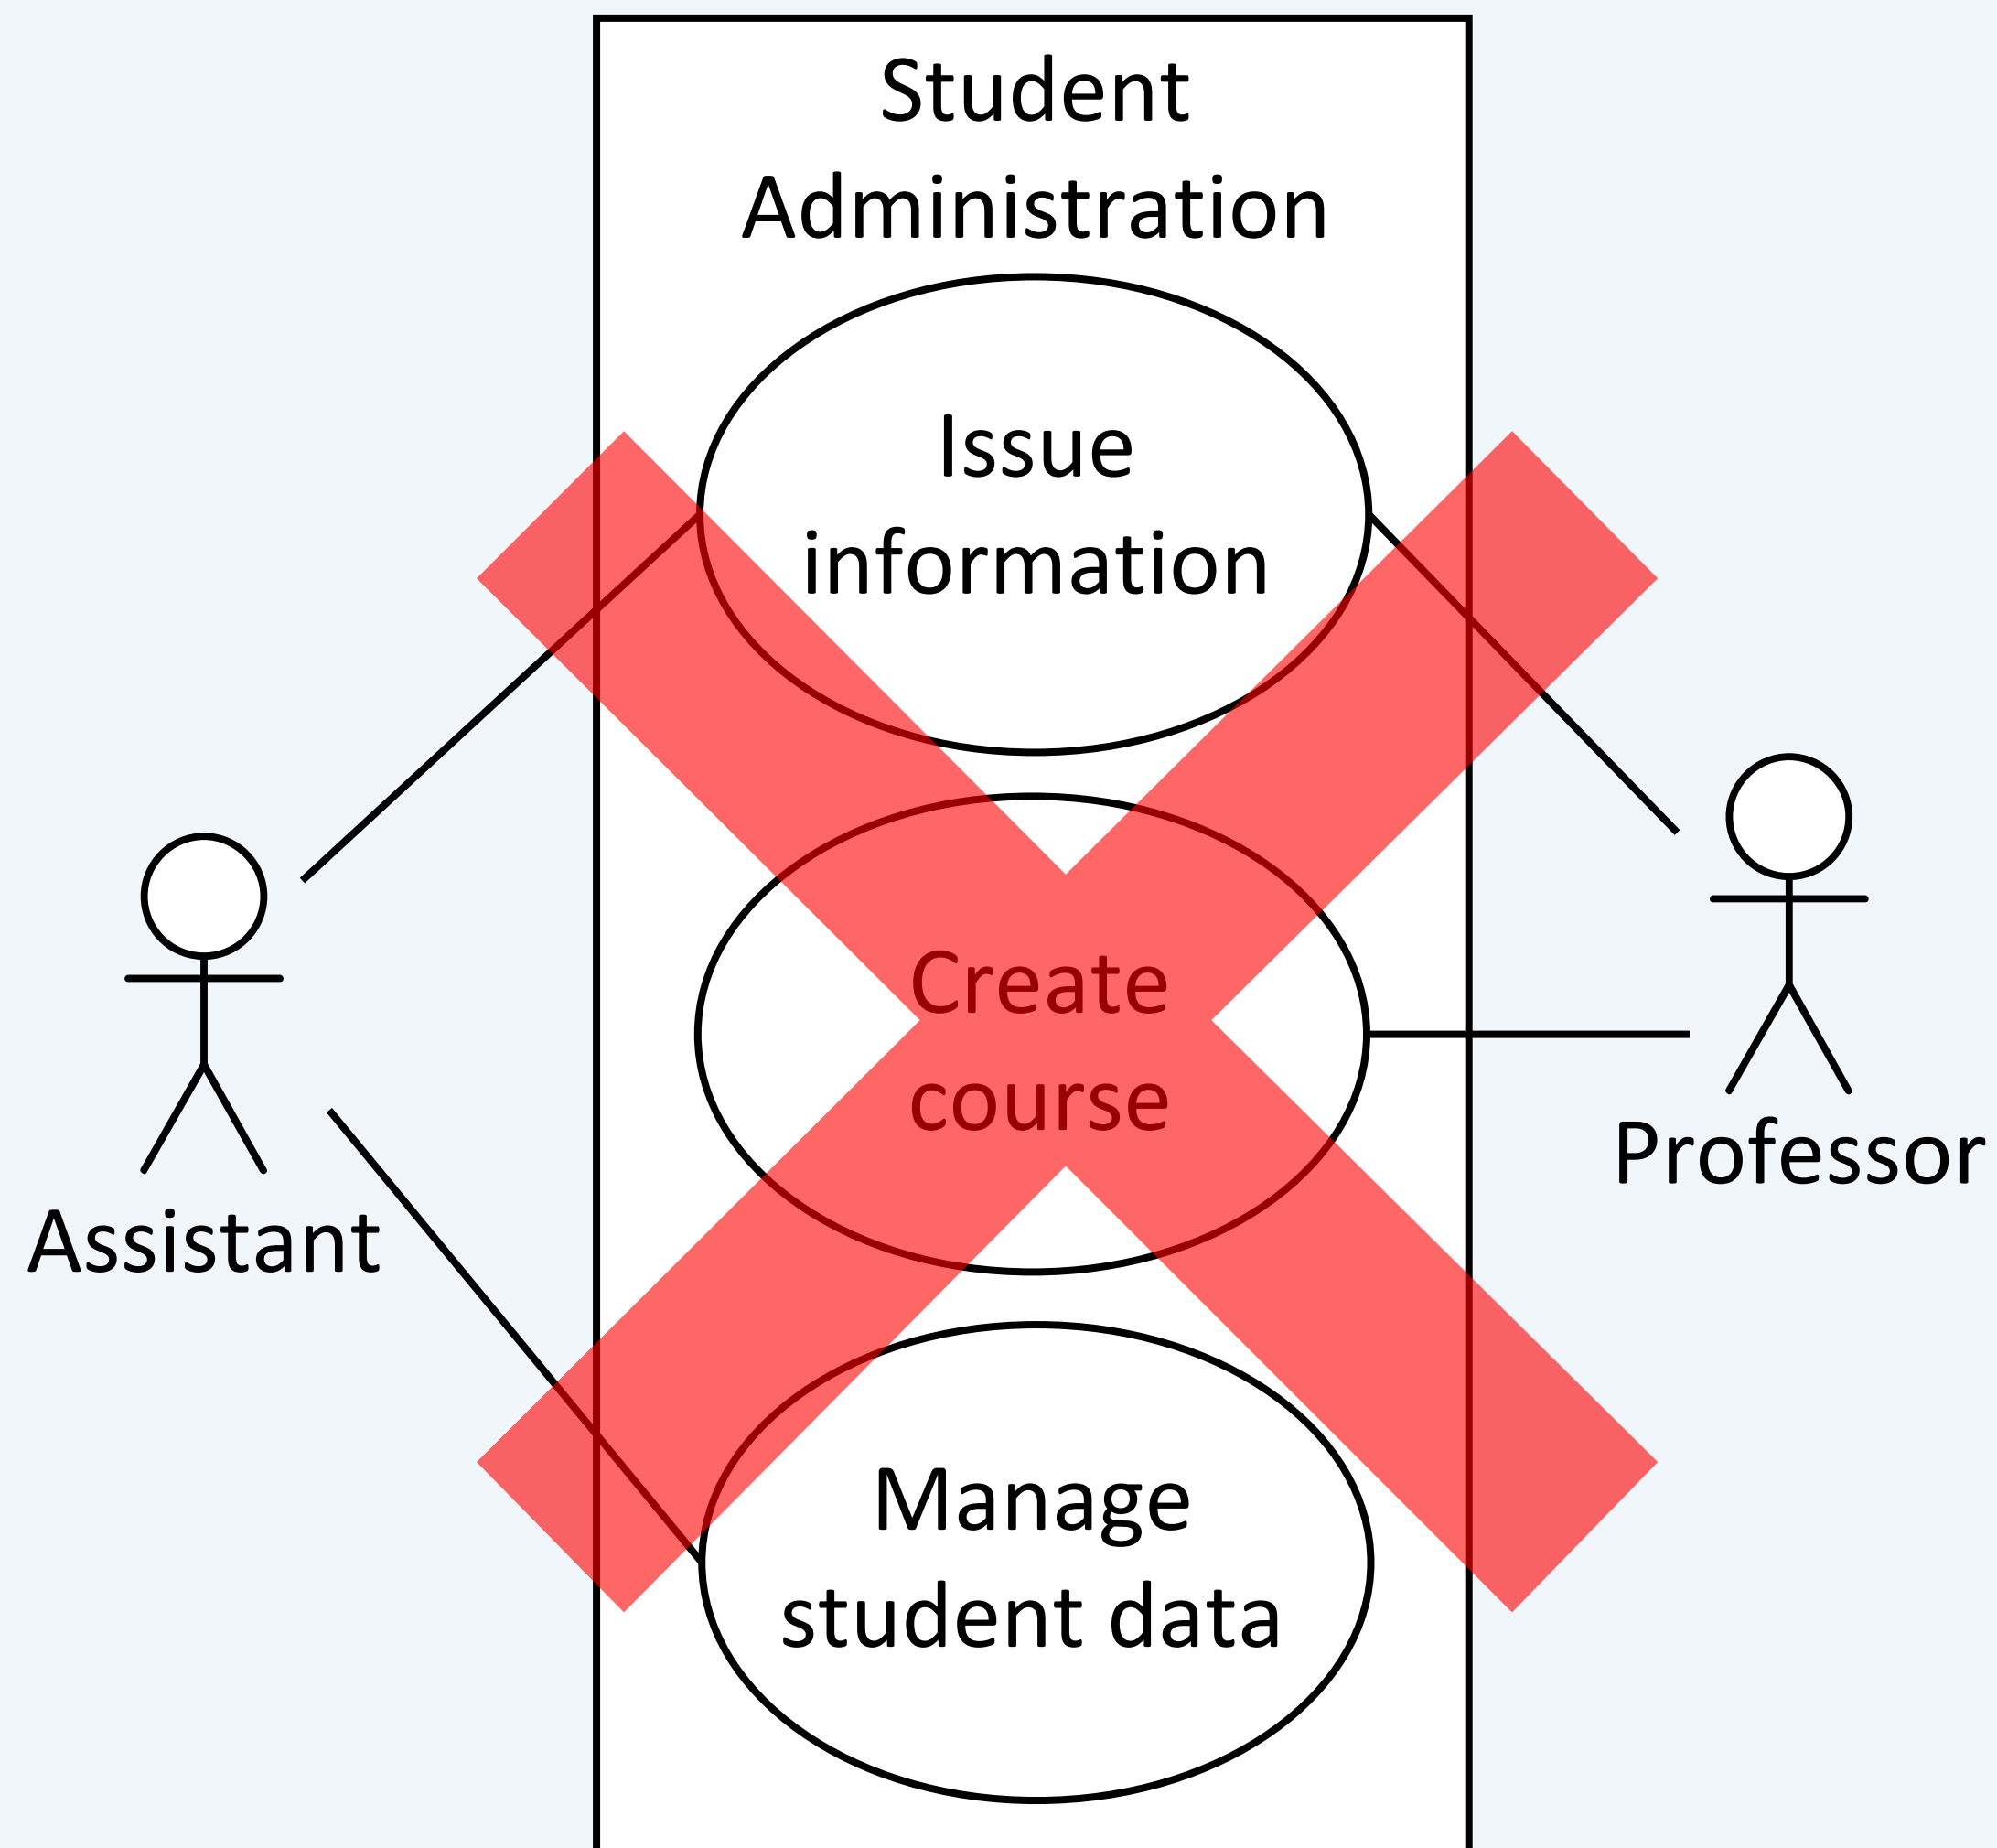 Student
Administration
Issue
information
Create
course
Assistant
Professor
Manage
student data